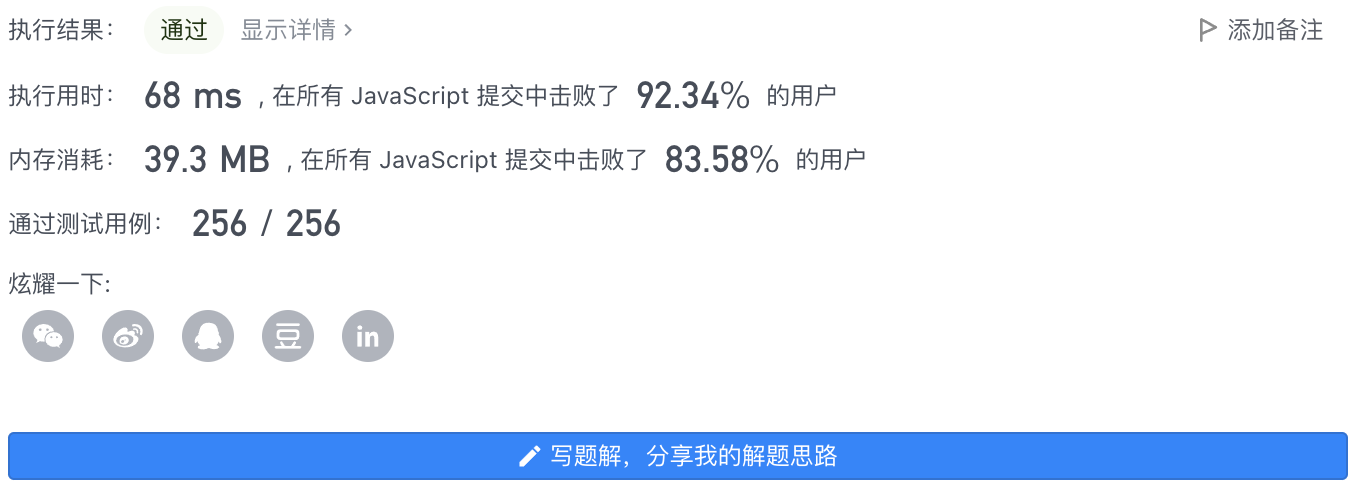 执行结果： 通过 显示详情 > 添加备注
执行用时： 68 ms , 在所有 JavaScript 提交中击败了 92.34% 的用户
内存消耗： 39.3 MB , 在所有 JavaScript 提交中击败了 83.58% 的用户
通过测试用例： 256 / 256
炫耀一下:
豆 in
写题解，分享我的解题思路